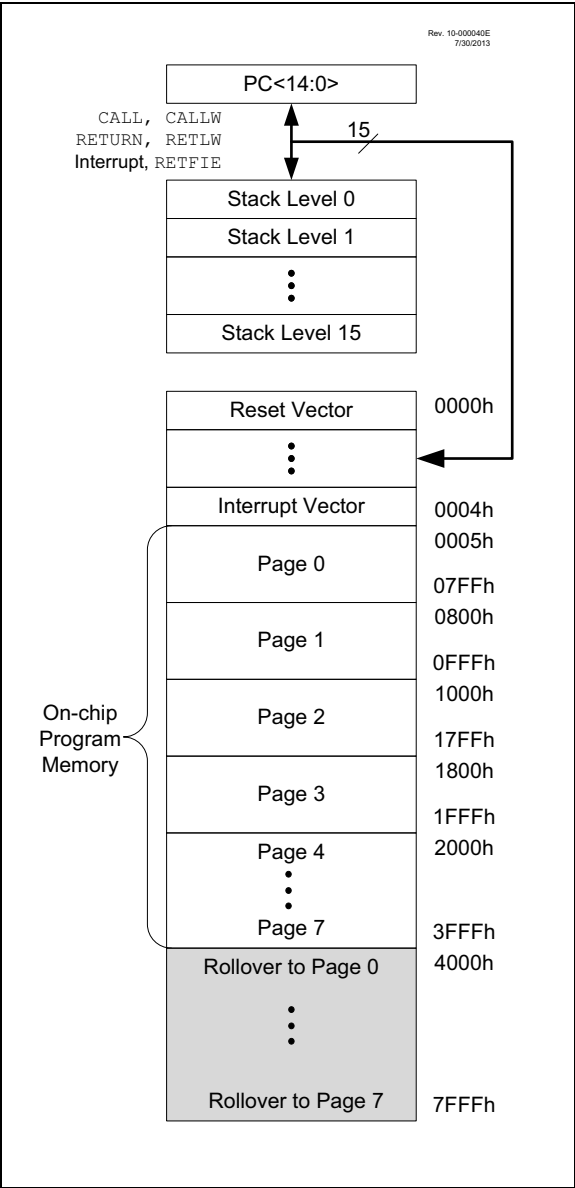 Rev. 10-000040E
7/30/2013
PC<14:0>
CALL, CALLW
RETURN, RETLW
Interrupt, RETFIE
15
Stack Level 0
Stack Level 1
Stack Level 15
Reset Vector
0000h
Interrupt Vector
0004h
0005h
Page 0
07FFh
0800h
Page 1
0FFFh
1000h
On-chip
Program
Memory
Page 2
17FFh
1800h
Page 3
1FFFh
2000h
Page 4
Page 7
3FFFh
4000h
Rollover to Page 0
Rollover to Page 7
7FFFh